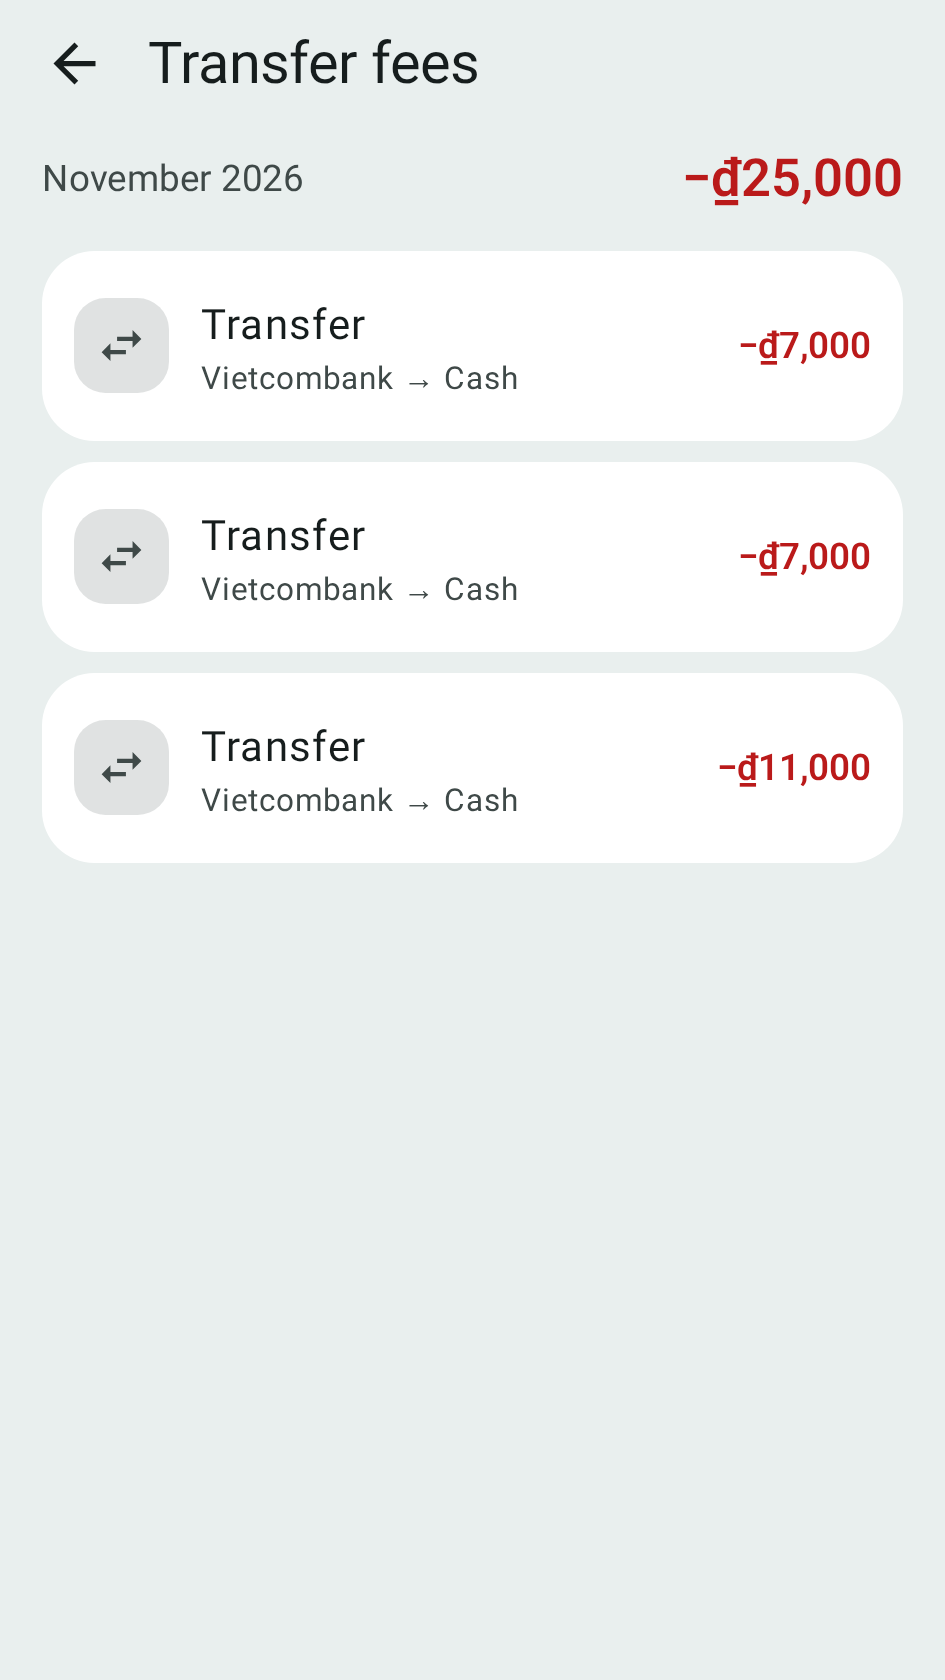 Transfer fees
November 2026
−₫25,000
Transfer
Vietcombank → Cash
−₫7,000
Transfer
Vietcombank → Cash
−₫7,000
Transfer
Vietcombank → Cash
−₫11,000